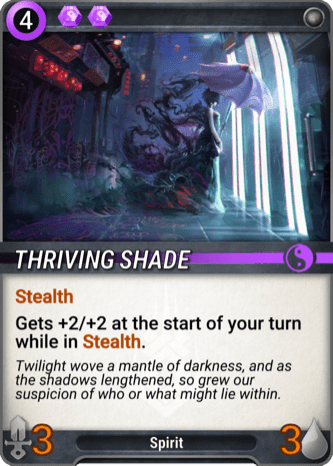 4
THRIVING SHADE
Stealth
Gets +2/+2 at the start of your turn
while in Stealth.
Twilight wove a mantle of darkness, and as
the shadows lengthened, so grew our
suspicion of who or what might lie within.
3
Spirit
3